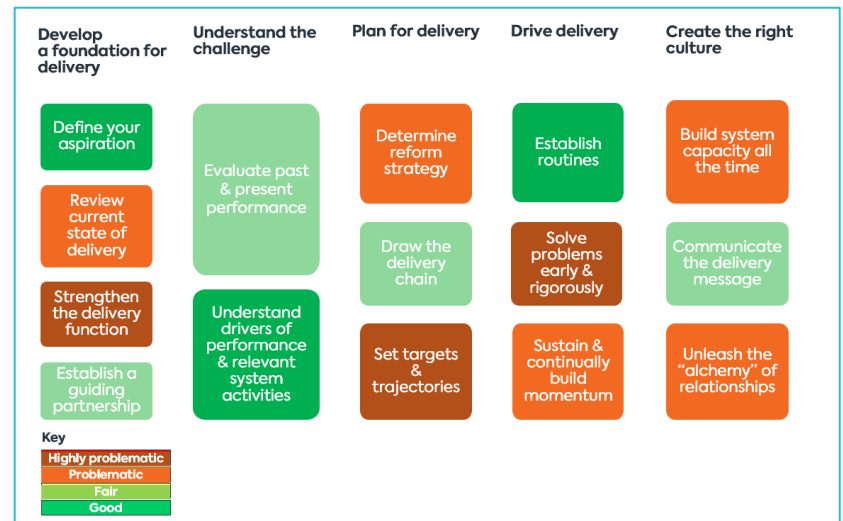 Develop
a foundation for
delivery
Understand the
challenge
Plan for delivery
Drive delivery
Create the right
culture
Define your
aspiration
Review
current
state of
delivery
Strengthen
the delivery
function
Establish a
guiding
partnership
Evaluate past
& present
performance
Understand
drivers of
performance
& relevant
system
activities
Determine
reform
strategy
Draw the
delivery
chain
Set targets
&
trajectories
Establish
routines
Solve
problems
early &
rigorously
Sustain &
continually
build
momentum
Build system
capacity all
the time
Communicate
the delivery
message
Unleash the
“alchemy” of
relationships
Key
Highly problematic
Problematic
Fair
Good